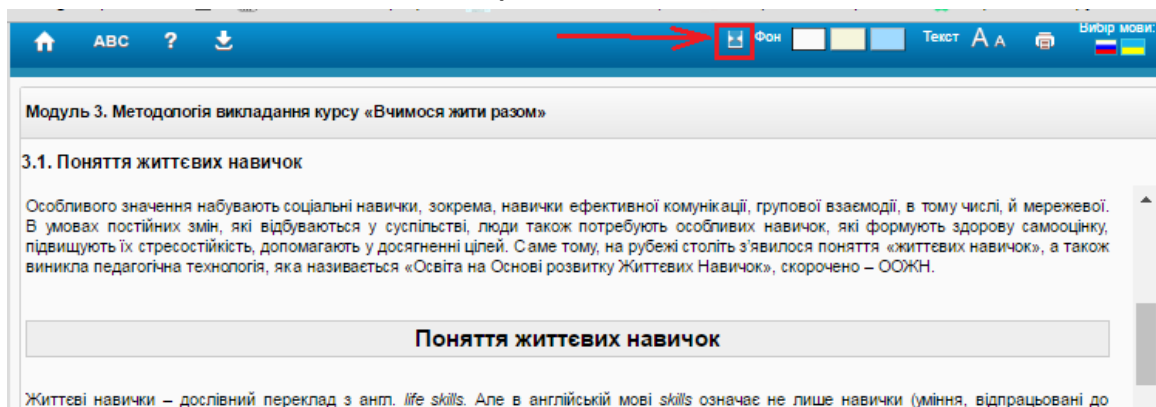 ABC ? Фон Текст A A Вибір мови:
Модуль 3. Методологія викладання курсу «Вчимося жити разом»
3.1. Поняття життєвих навичок
Особливого значення набувають соціальні навички, зокрема, навички ефективної комунікації, групової взаємодії, в тому числі, й мережевої.
В умовах постійних змін, які відбуваються у суспільстві, люди також потребують особливих навичок, які формують здорову самооцінку,
підвищують їх стресостійкість, допомагають у досягненні цілей. Саме тому, на рубежі століть з’явилося поняття «життєвих навичок», а також
виникла педагогічна технологія, яка називається «Освіта на Основі розвитку Життєвих Навичок», скорочено – ООЖН.
Поняття життєвих навичок
Життєві навички – дослівний переклад з англ. life skills. Але в англійській мові skills означає не лише навички (уміння, відпрацьовані до